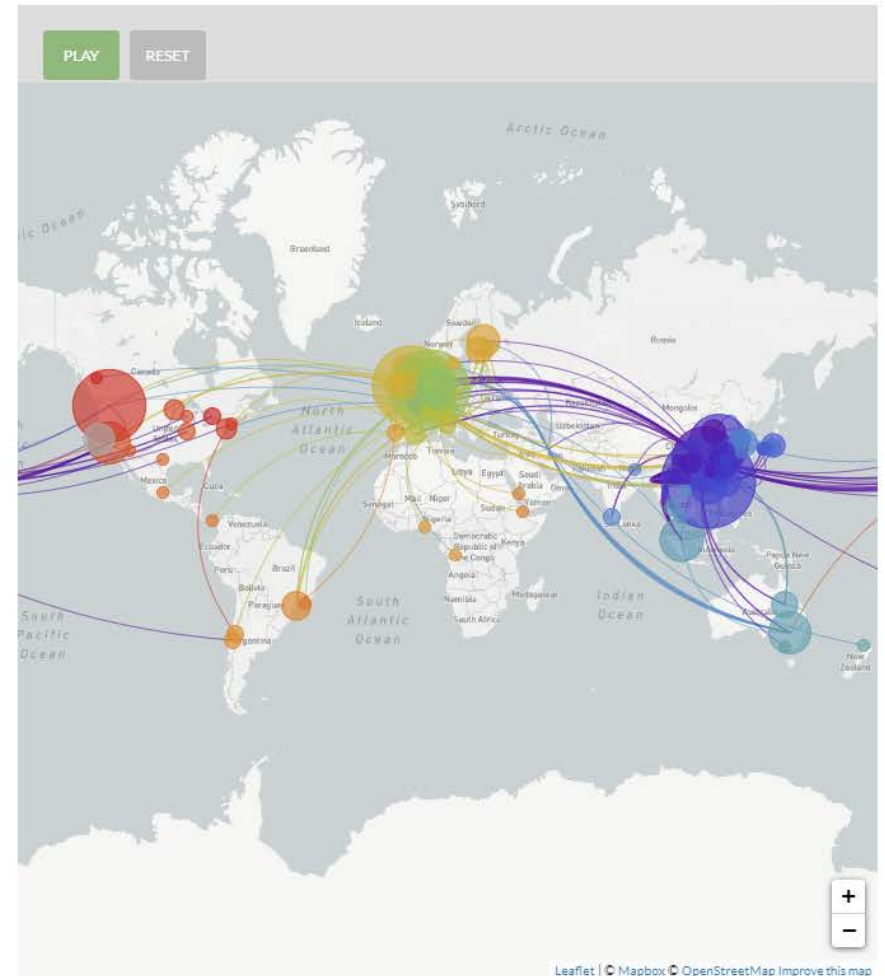 PLAY
RESET
Arctic Ocean
Svalbard
Greenland
Iceland
Sweden
Norway
Russia
Canada
North
Atlantic
Ocean
Mongolia
Uzbekistan
Turkey
Morocco
Tunisia
Libya
Egypt
Saudi
Arabia
Mexico
Cuba
Senegal
Mali
Niger
Sudan
Yemen
Venezuela
Nigeria
Democratic
Republic of
the Congo
Kenya
Ecuador
Peru
Brazil
Bolivia
Angola
Papua New
Guinea
Namibia
Madagascar
South
Atlantic
Ocean
Indian
Ocean
South Africa
South
Pacific
Ocean
New
Zealand
+
−
Leaflet | © Mapbox © OpenStreetMap Improve this map